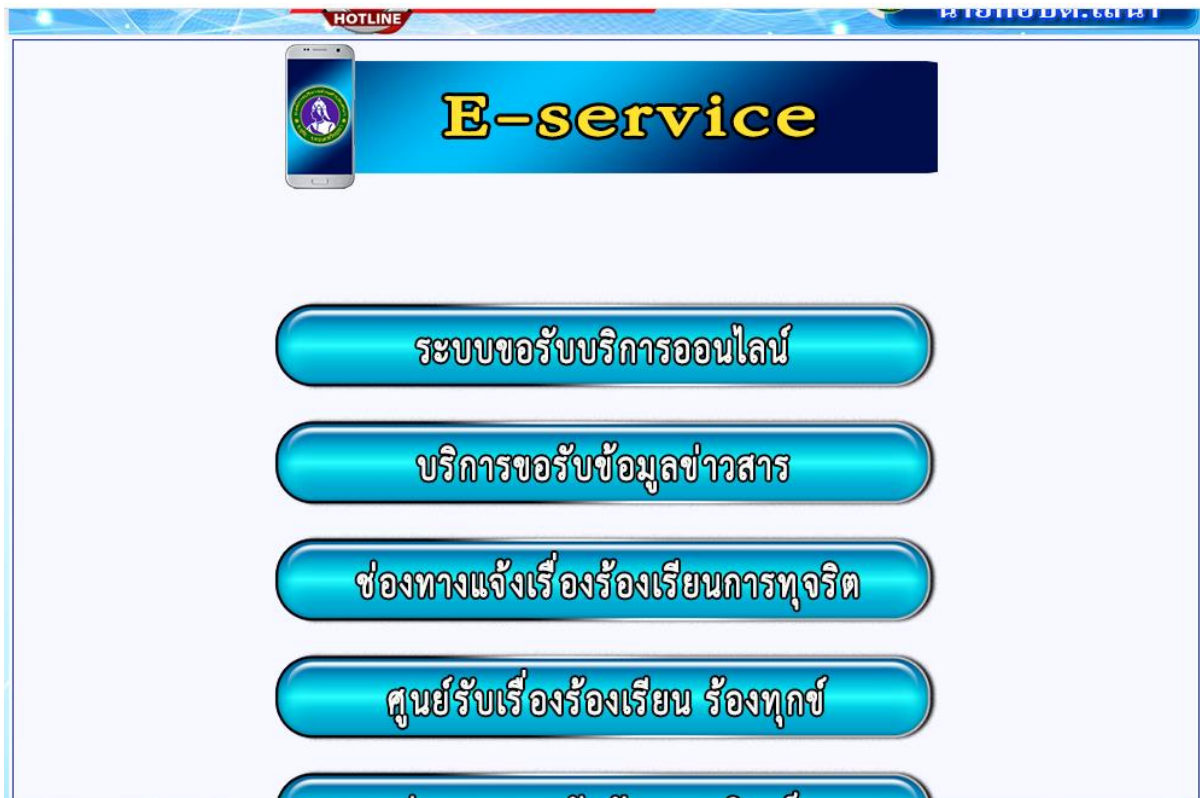 HOTLINE
E-service
ระบบขอรับบริการออนไลน์
บริการขอรับข้อมูลข่าวสาร
ช่องทางแจ้งเรื่องร้องเรียนการทุจริต
ศูนย์รับเรื่องร้องเรียน ร้องทุกข์